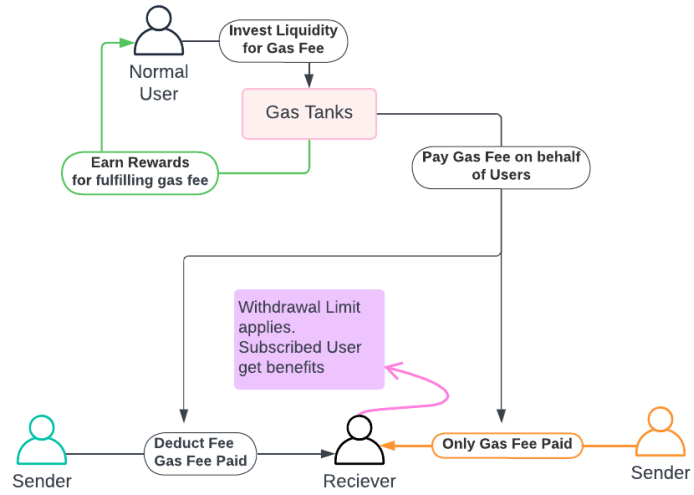 Invest Liquidity
for Gas Fee
Normal
User
Gas Tanks
Earn Rewards
for fulfilling gas fee
Pay Gas Fee on behalf
of Users
Withdrawal Limit
applies.
Subscribed User
get benefits
Deduct Fee
Gas Fee Paid
Only Gas Fee Paid
Sender
Reciever
Sender